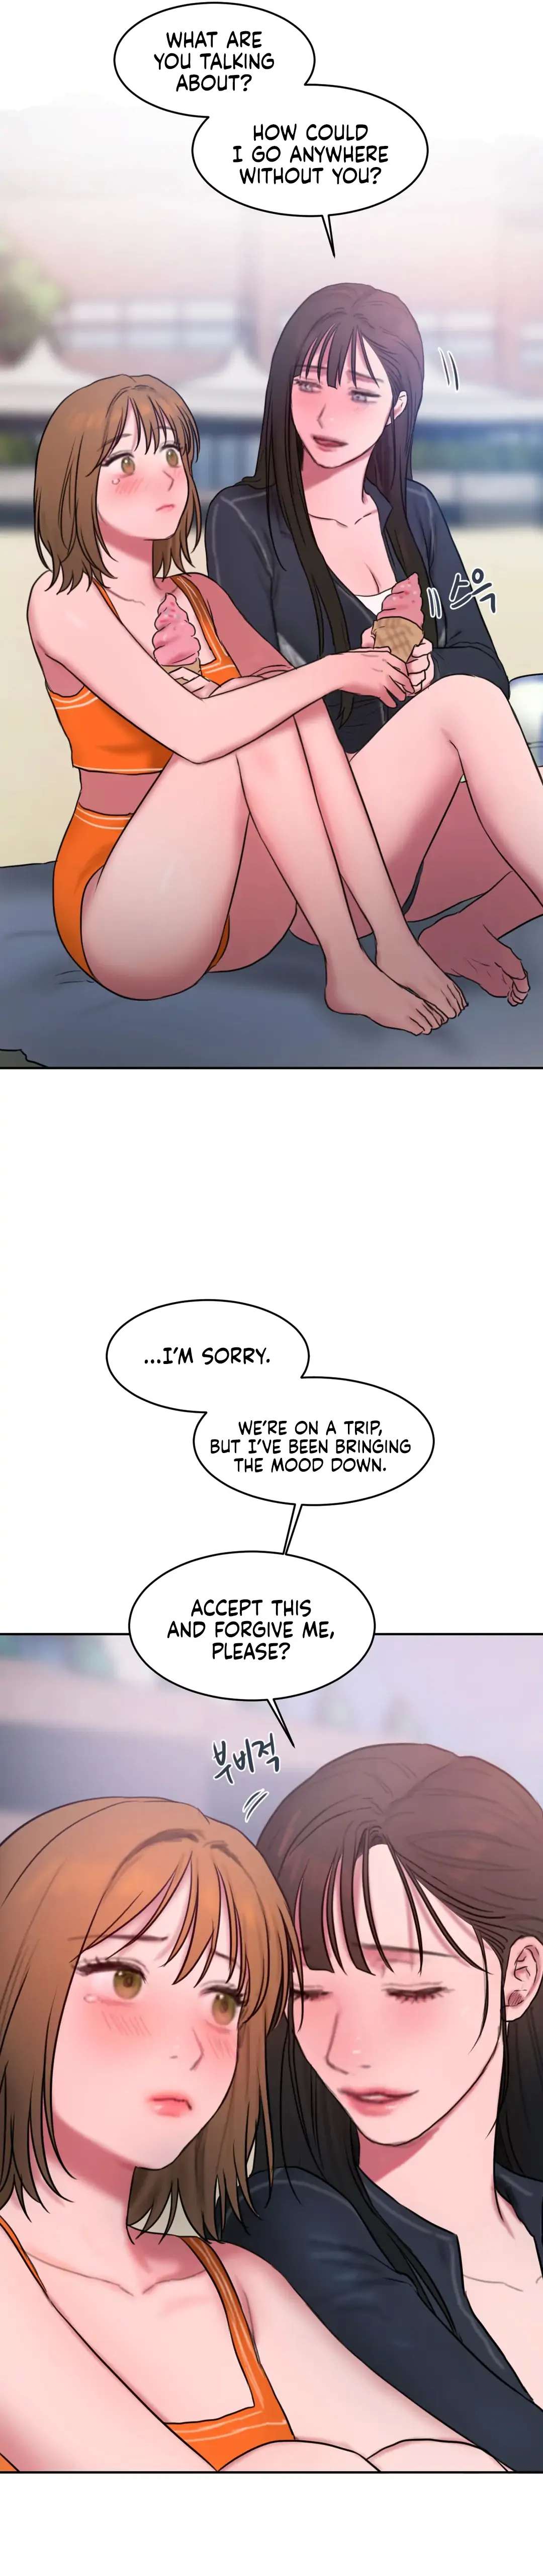 WHAT ARE
YOU TALKING
ABOUT?
HOW COULD
I GO ANYWHERE
WITHOUT YOU?
스윽
...I'M SORRY.
WE'RE ON A TRIP,
BUT I'VE BEEN BRINGING
THE MOOD DOWN.
ACCEPT THIS
AND FORGIVE ME,
PLEASE?
부비적